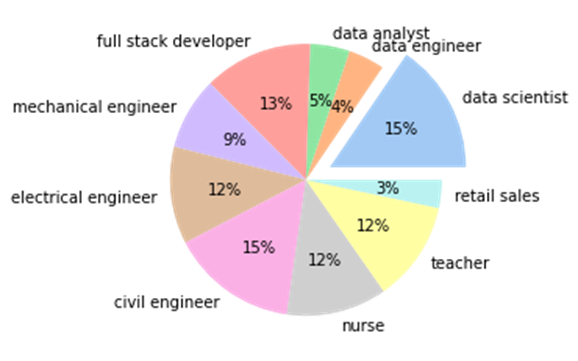 data analyst
data engineer
full stack developer
data scientist
mechanical engineer
13%
5%
4%
15%
9%
electrical engineer
12%
3%
retail sales
12%
15%
12%
teacher
civil engineer
nurse